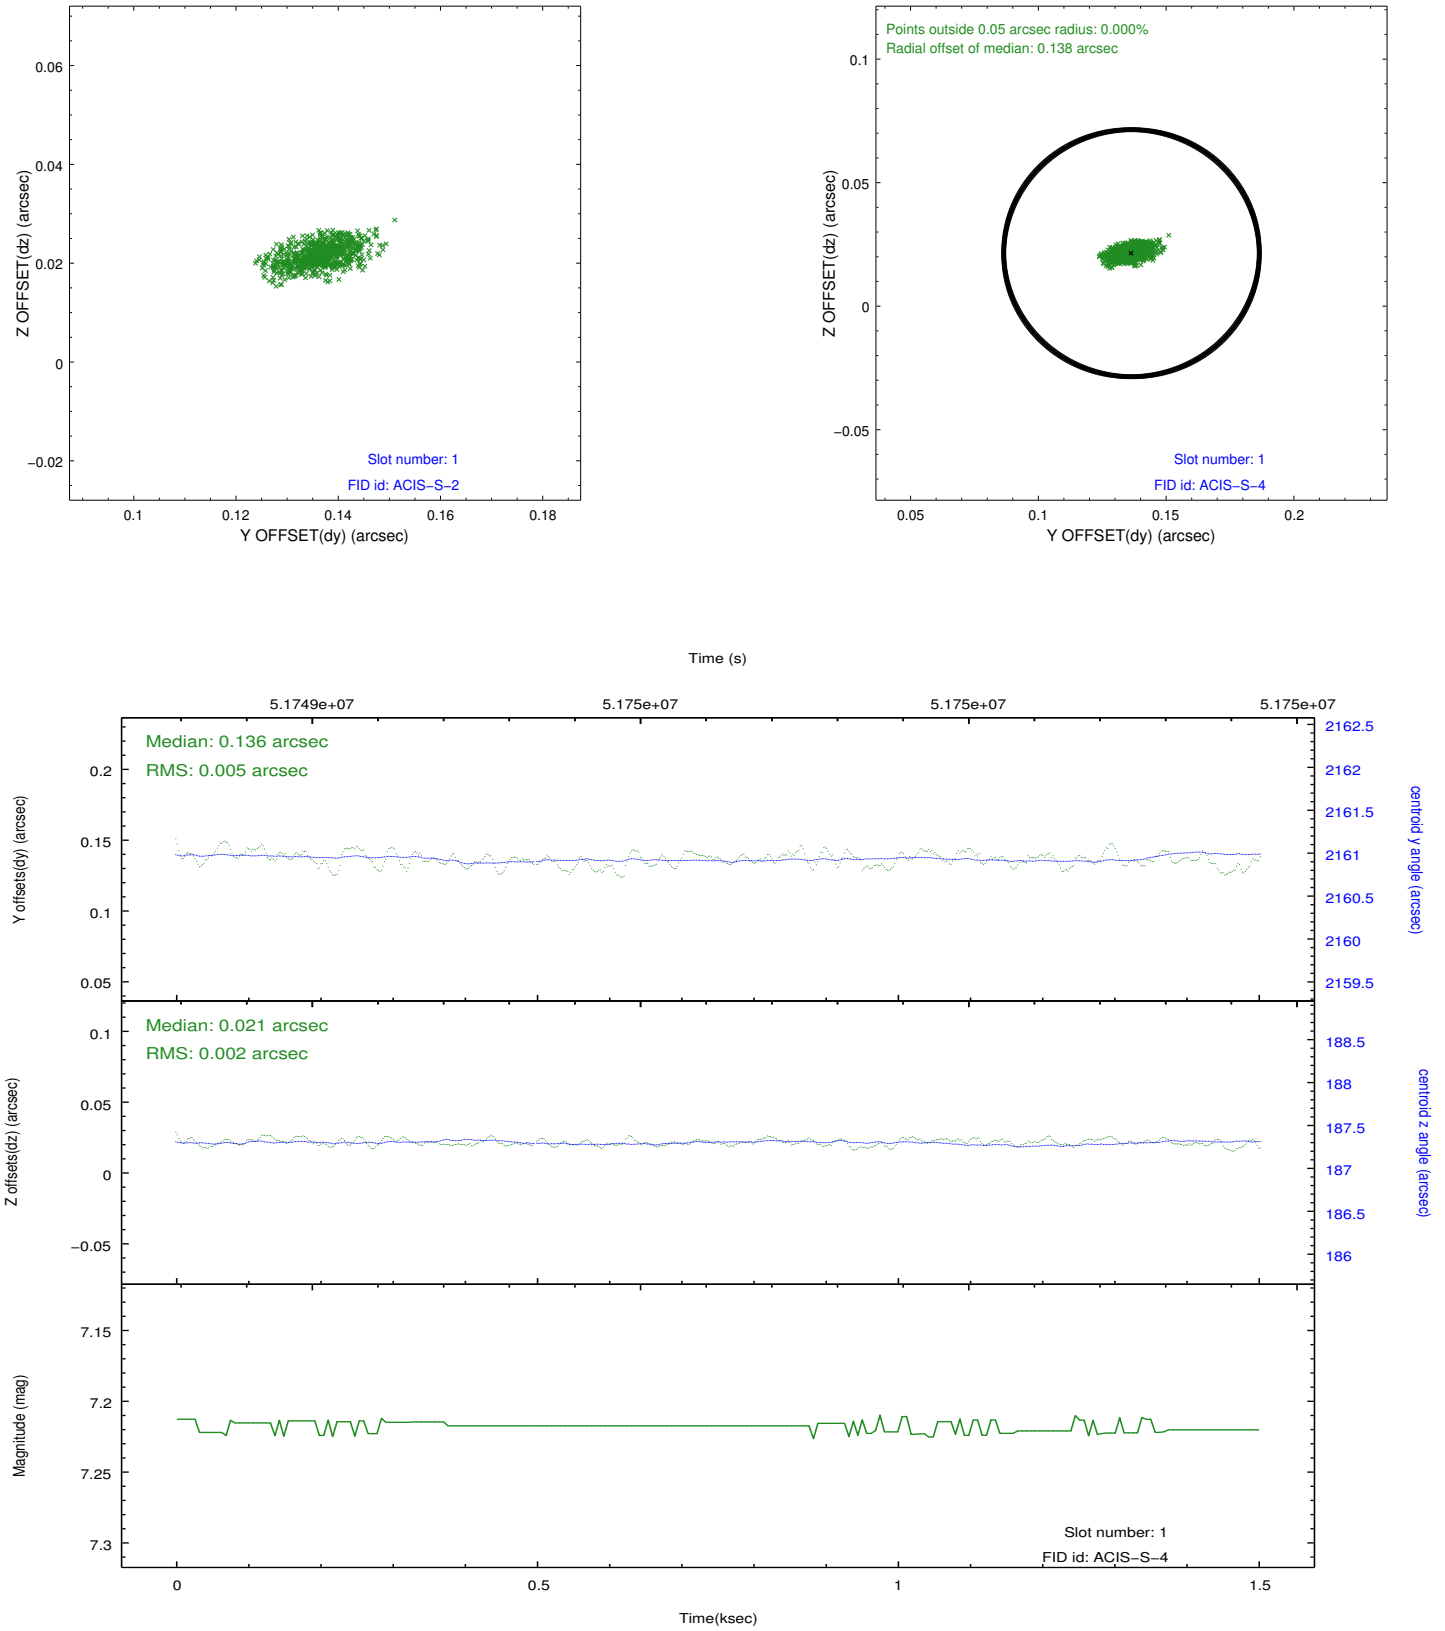 0.06
0.04
0.02
0
−0.02
Z OFFSET(dz) (arcsec)
Slot number: 1
FID id: ACIS−S−2
0.1
0.12
0.14
0.16
0.18
Y OFFSET(dy) (arcsec)
Points outside 0.05 arcsec radius: 0.000%
Radial offset of median: 0.138 arcsec
0.1
0.05
0
−0.05
Z OFFSET(dz) (arcsec)
Slot number: 1
FID id: ACIS−S−4
0.05
0.1
0.15
0.2
Y OFFSET(dy) (arcsec)
Time (s)
5.1749e+07
5.175e+07
5.175e+07
5.175e+07
Median: 0.136 arcsec
RMS: 0.005 arcsec
0.2
0.15
0.1
0.05
Y offsets(dy) (arcsec)
2162.5
2162
2161.5
2161
2160.5
2160
2159.5
centroid y angle (arcsec)
Median: 0.021 arcsec
RMS: 0.002 arcsec
0.1
0.05
0
−0.05
Z offsets(dz) (arcsec)
188.5
188
187.5
187
186.5
186
centroid z angle (arcsec)
7.15
7.2
7.25
7.3
Magnitude (mag)
Slot number: 1
FID id: ACIS−S−4
0
0.5
1
1.5
Time(ksec)